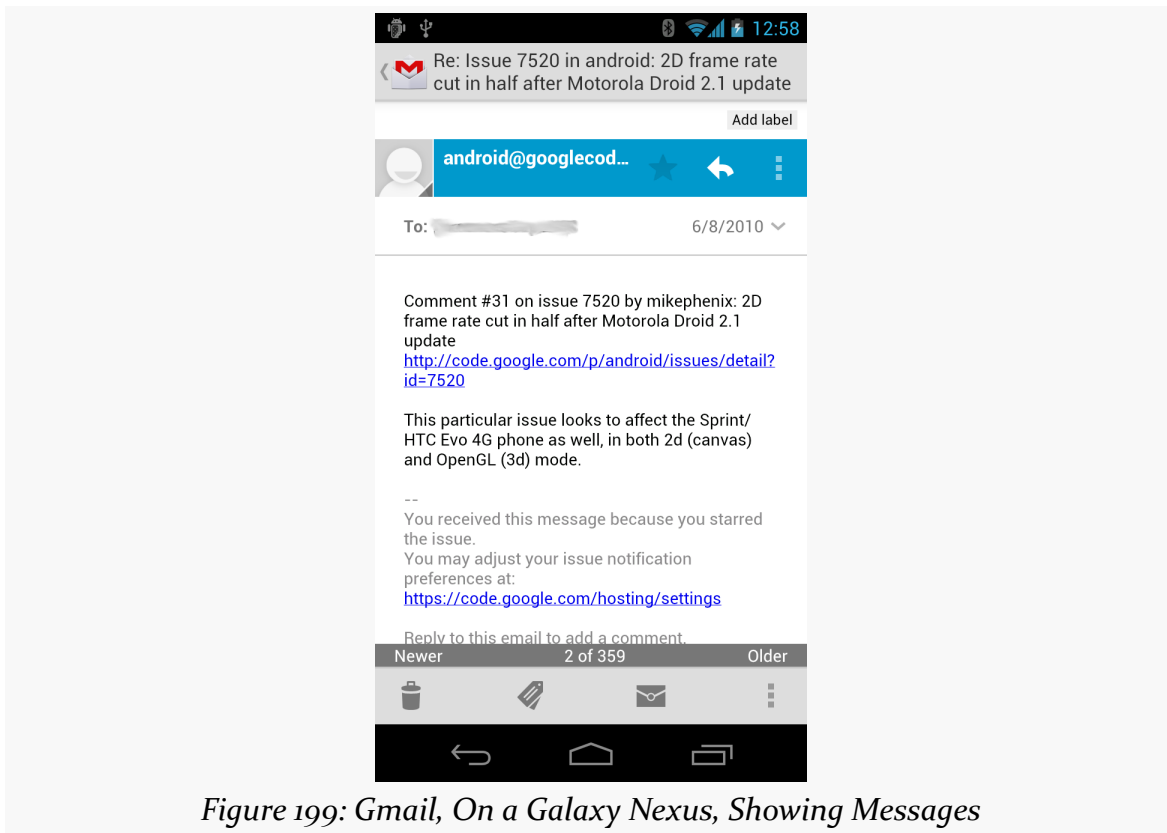 12:58
Re: Issue 7520 in android: 2D frame rate
cut in half after Motorola Droid 2.1 update
Add label
android@googlecod...
To:
6/8/2010
Comment #31 on issue 7520 by mikephenix: 2D
frame rate cut in half after Motorola Droid 2.1
update
http://code.google.com/p/android/issues/detail?
id=7520
This particular issue looks to affect the Sprint/
HTC Evo 4G phone as well, in both 2d (canvas)
and OpenGL (3d) mode.
--
You received this message because you starred
the issue.
You may adjust your issue notification
preferences at:
https://code.google.com/hosting/settings
Reply to this email to add a comment.
Newer 2 of 359 Older
Figure 199: Gmail, On a Galaxy Nexus, Showing Messages